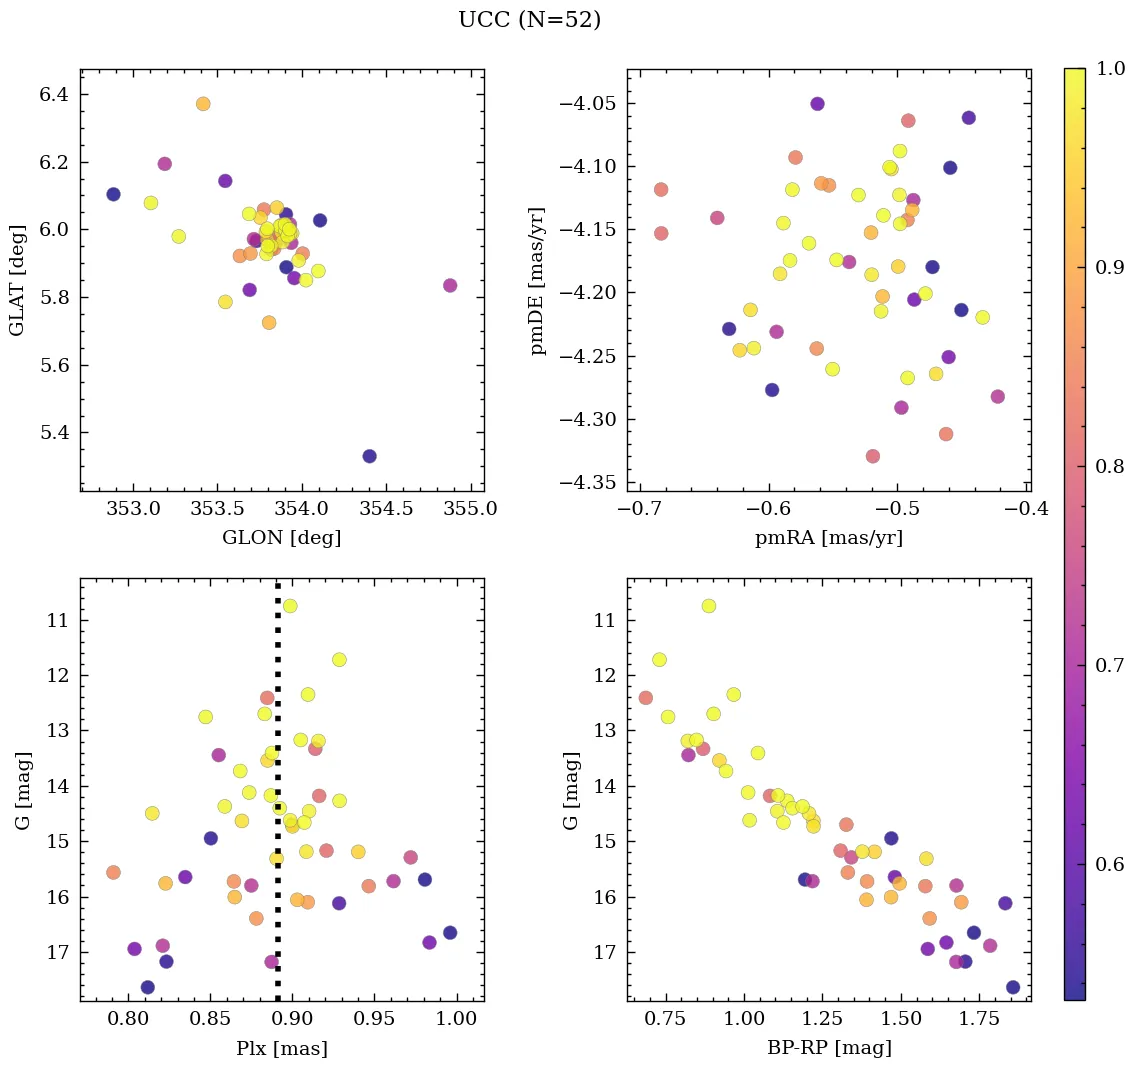 UCC (N=52)
6.4
6.2
6.0
5.8
5.6
5.4
GLAT [deg]
353.0 353.5 354.0 354.5 355.0
GLON [deg]
−4.05
−4.10
−4.15
−4.20
−4.25
−4.30
−4.35
pmDE [mas/yr]
−0.7 −0.6 −0.5 −0.4
pmRA [mas/yr]
1.0
0.9
0.8
0.7
0.6
11
12
13
14
15
16
17
G [mag]
0.80 0.85 0.90 0.95 1.00
Plx [mas]
11
12
13
14
15
16
17
G [mag]
0.75 1.00 1.25 1.50 1.75
BP-RP [mag]